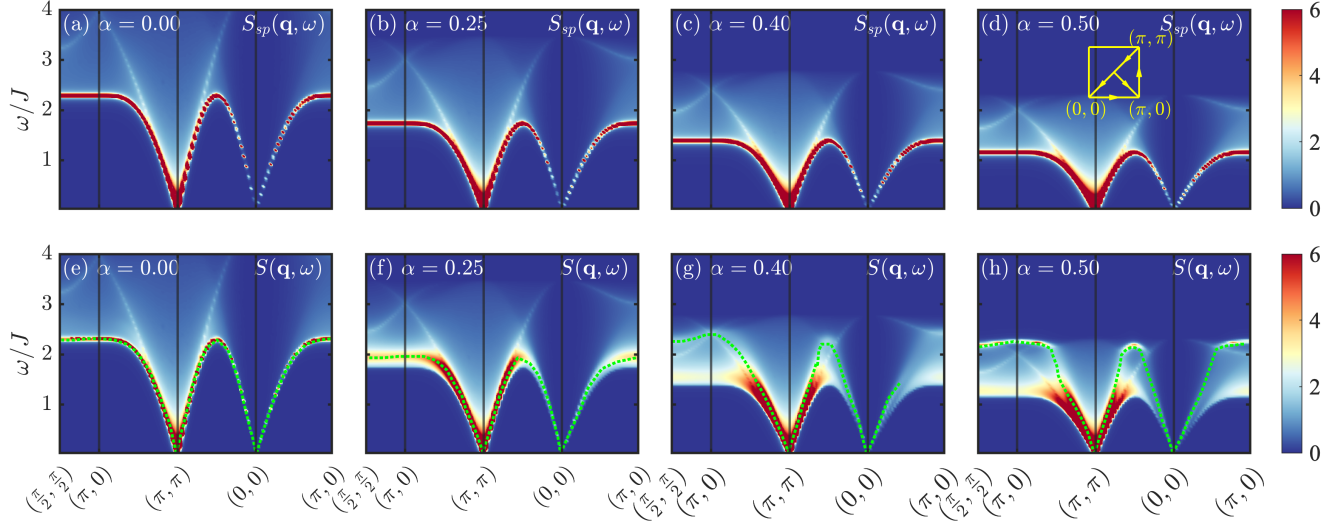 (a) α = 0.00 S_sp(q, ω)
(b) α = 0.25 S_sp(q, ω)
(c) α = 0.40 S_sp(q, ω)
(d) α = 0.50 S_sp(q, ω)
(π, π)
(0, 0) (π, 0)
ω/J
4
3
2
1
6
4
2
0
(e) α = 0.00 S(q, ω)
(f) α = 0.25 S(q, ω)
(g) α = 0.40 S(q, ω)
(h) α = 0.50 S(q, ω)
ω/J
4
3
2
1
6
4
2
0
(π/2, π/2) (π, 0) (π, π) (0, 0) (π, 0)
(π/2, π/2) (π, 0) (π, π) (0, 0) (π, 0)
(π/2, π/2) (π, 0) (π, π) (0, 0) (π, 0)
(π/2, π/2) (π, 0) (π, π) (0, 0) (π, 0)